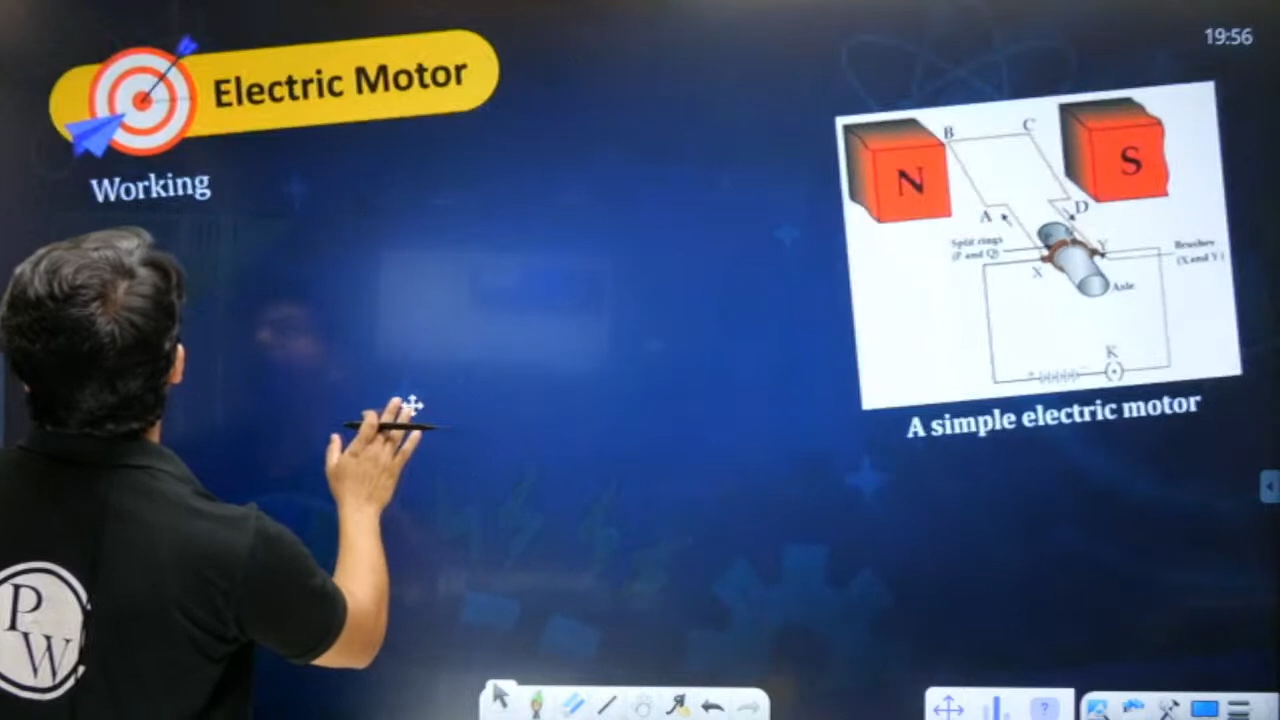 19:56
Electric Motor
Working
B
C
N
S
A
D
Split rings
(P and Q)
X
Y
Brushes
(X and Y)
Axle
+
−
K
( • )
A simple electric motor
P
W
?